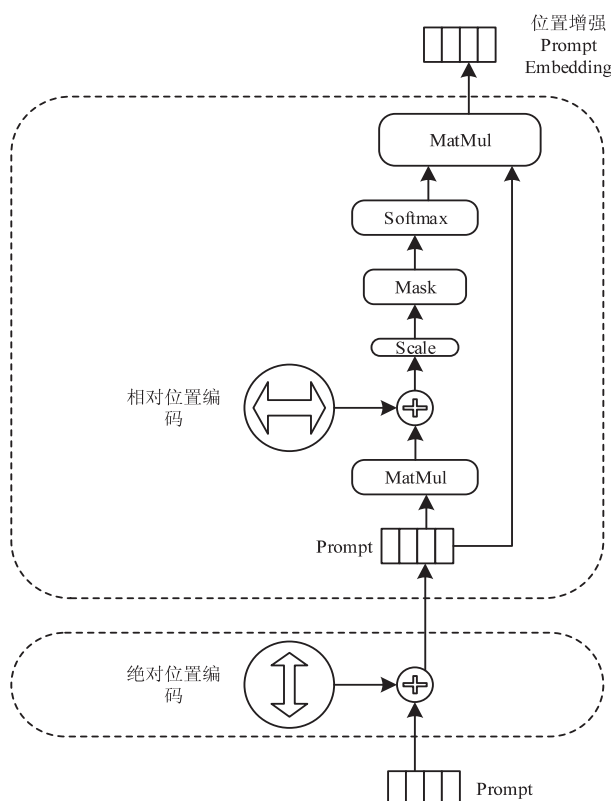 位置增强
Prompt
Embedding
MatMul
Softmax
Mask
Scale
相对位置编
码
MatMul
Prompt
绝对位置编
码
Prompt